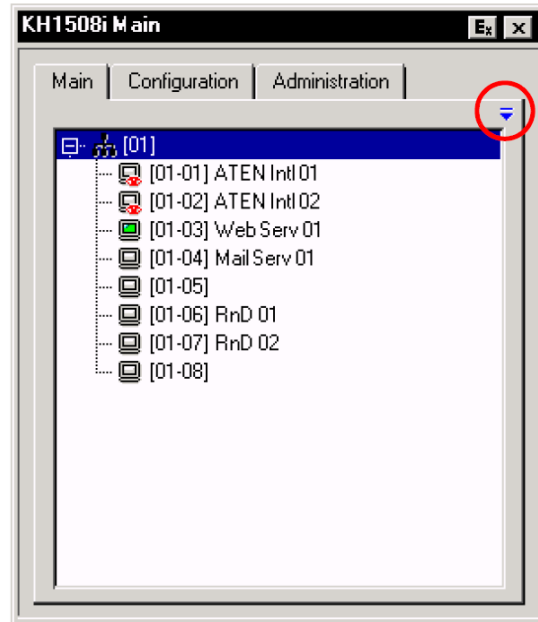 KH1508i Main
Ex
Main Configuration Administration
[01]
[01-01] ATEN Intl 01
[01-02] ATEN Intl 02
[01-03] Web Serv 01
[01-04] Mail Serv 01
[01-05]
[01-06] RnD 01
[01-07] RnD 02
[01-08]